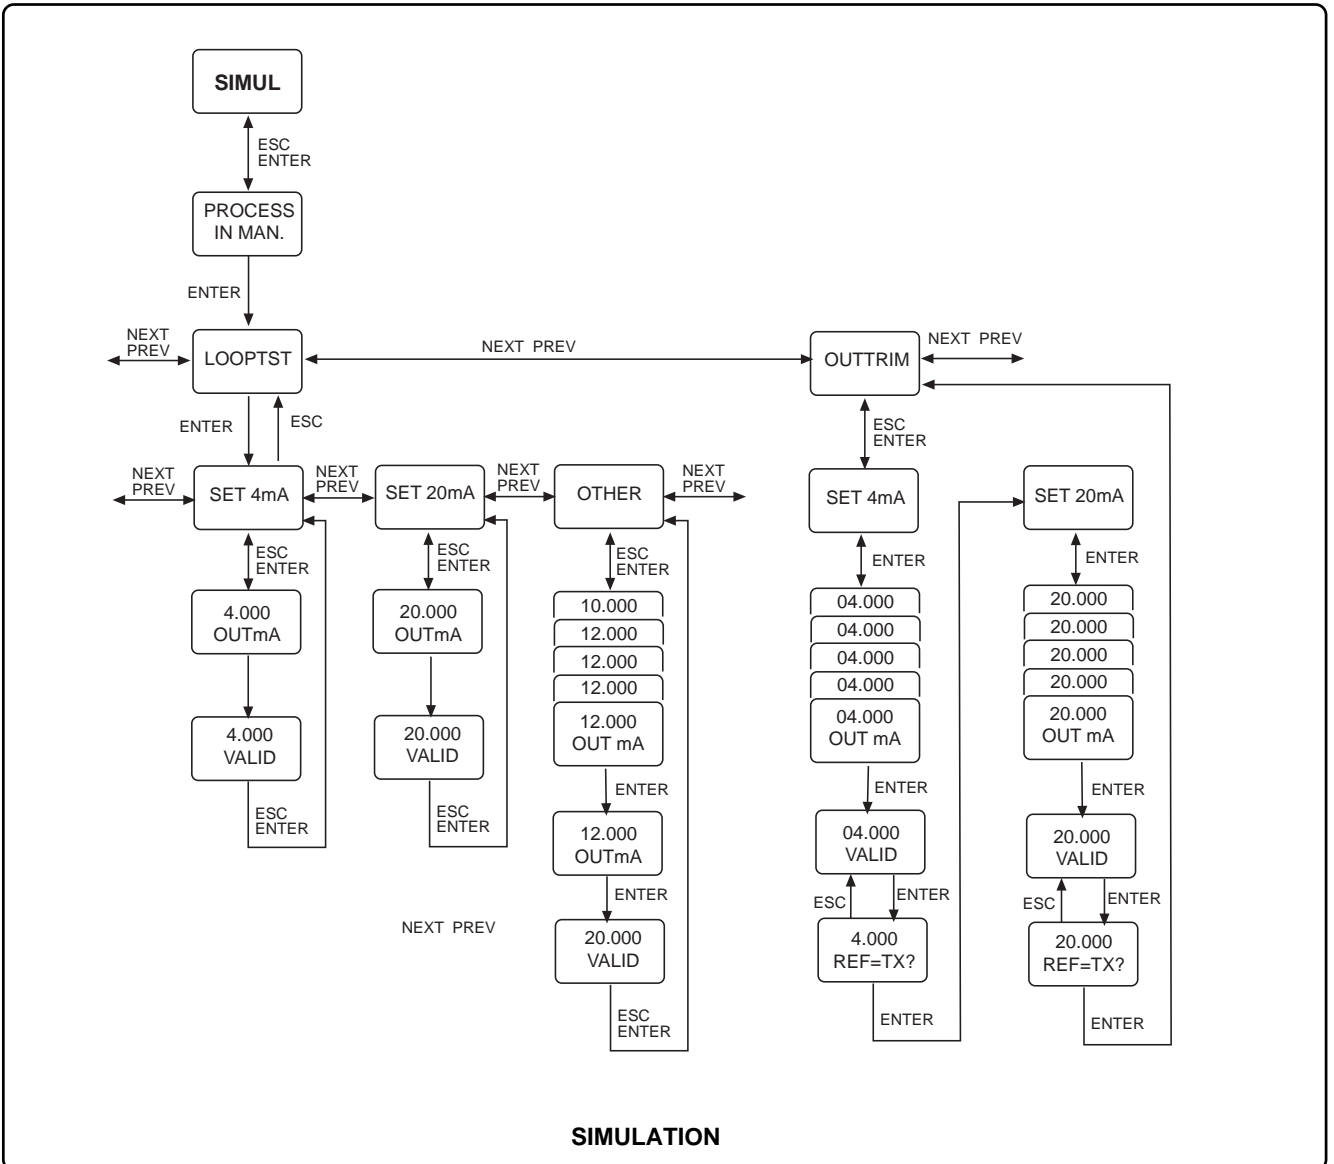 SIMUL
ESC
ENTER
PROCESS
IN MAN.
ENTER
NEXT
PREV
LOOPTST
NEXT PREV
OUTTRIM
NEXT PREV
ENTER
ESC
ESC
ENTER
NEXT
PREV
SET 4mA
NEXT
PREV
SET 20mA
NEXT
PREV
OTHER
NEXT
PREV
SET 4mA
SET 20mA
ESC
ENTER
ESC
ENTER
ESC
ENTER
ENTER
ENTER
4.000
OUTmA
20.000
OUTmA
10.000
12.000
12.000
12.000
12.000
OUT mA
04.000
04.000
04.000
04.000
04.000
OUT mA
20.000
20.000
20.000
20.000
20.000
OUT mA
4.000
VALID
20.000
VALID
ENTER
ENTER
ENTER
ESC
ENTER
ESC
ENTER
12.000
OUTmA
04.000
VALID
20.000
VALID
ENTER
ESC
ENTER
ESC
ENTER
NEXT PREV
20.000
VALID
4.000
REF=TX?
20.000
REF=TX?
ESC
ENTER
ENTER
ENTER
SIMULATION